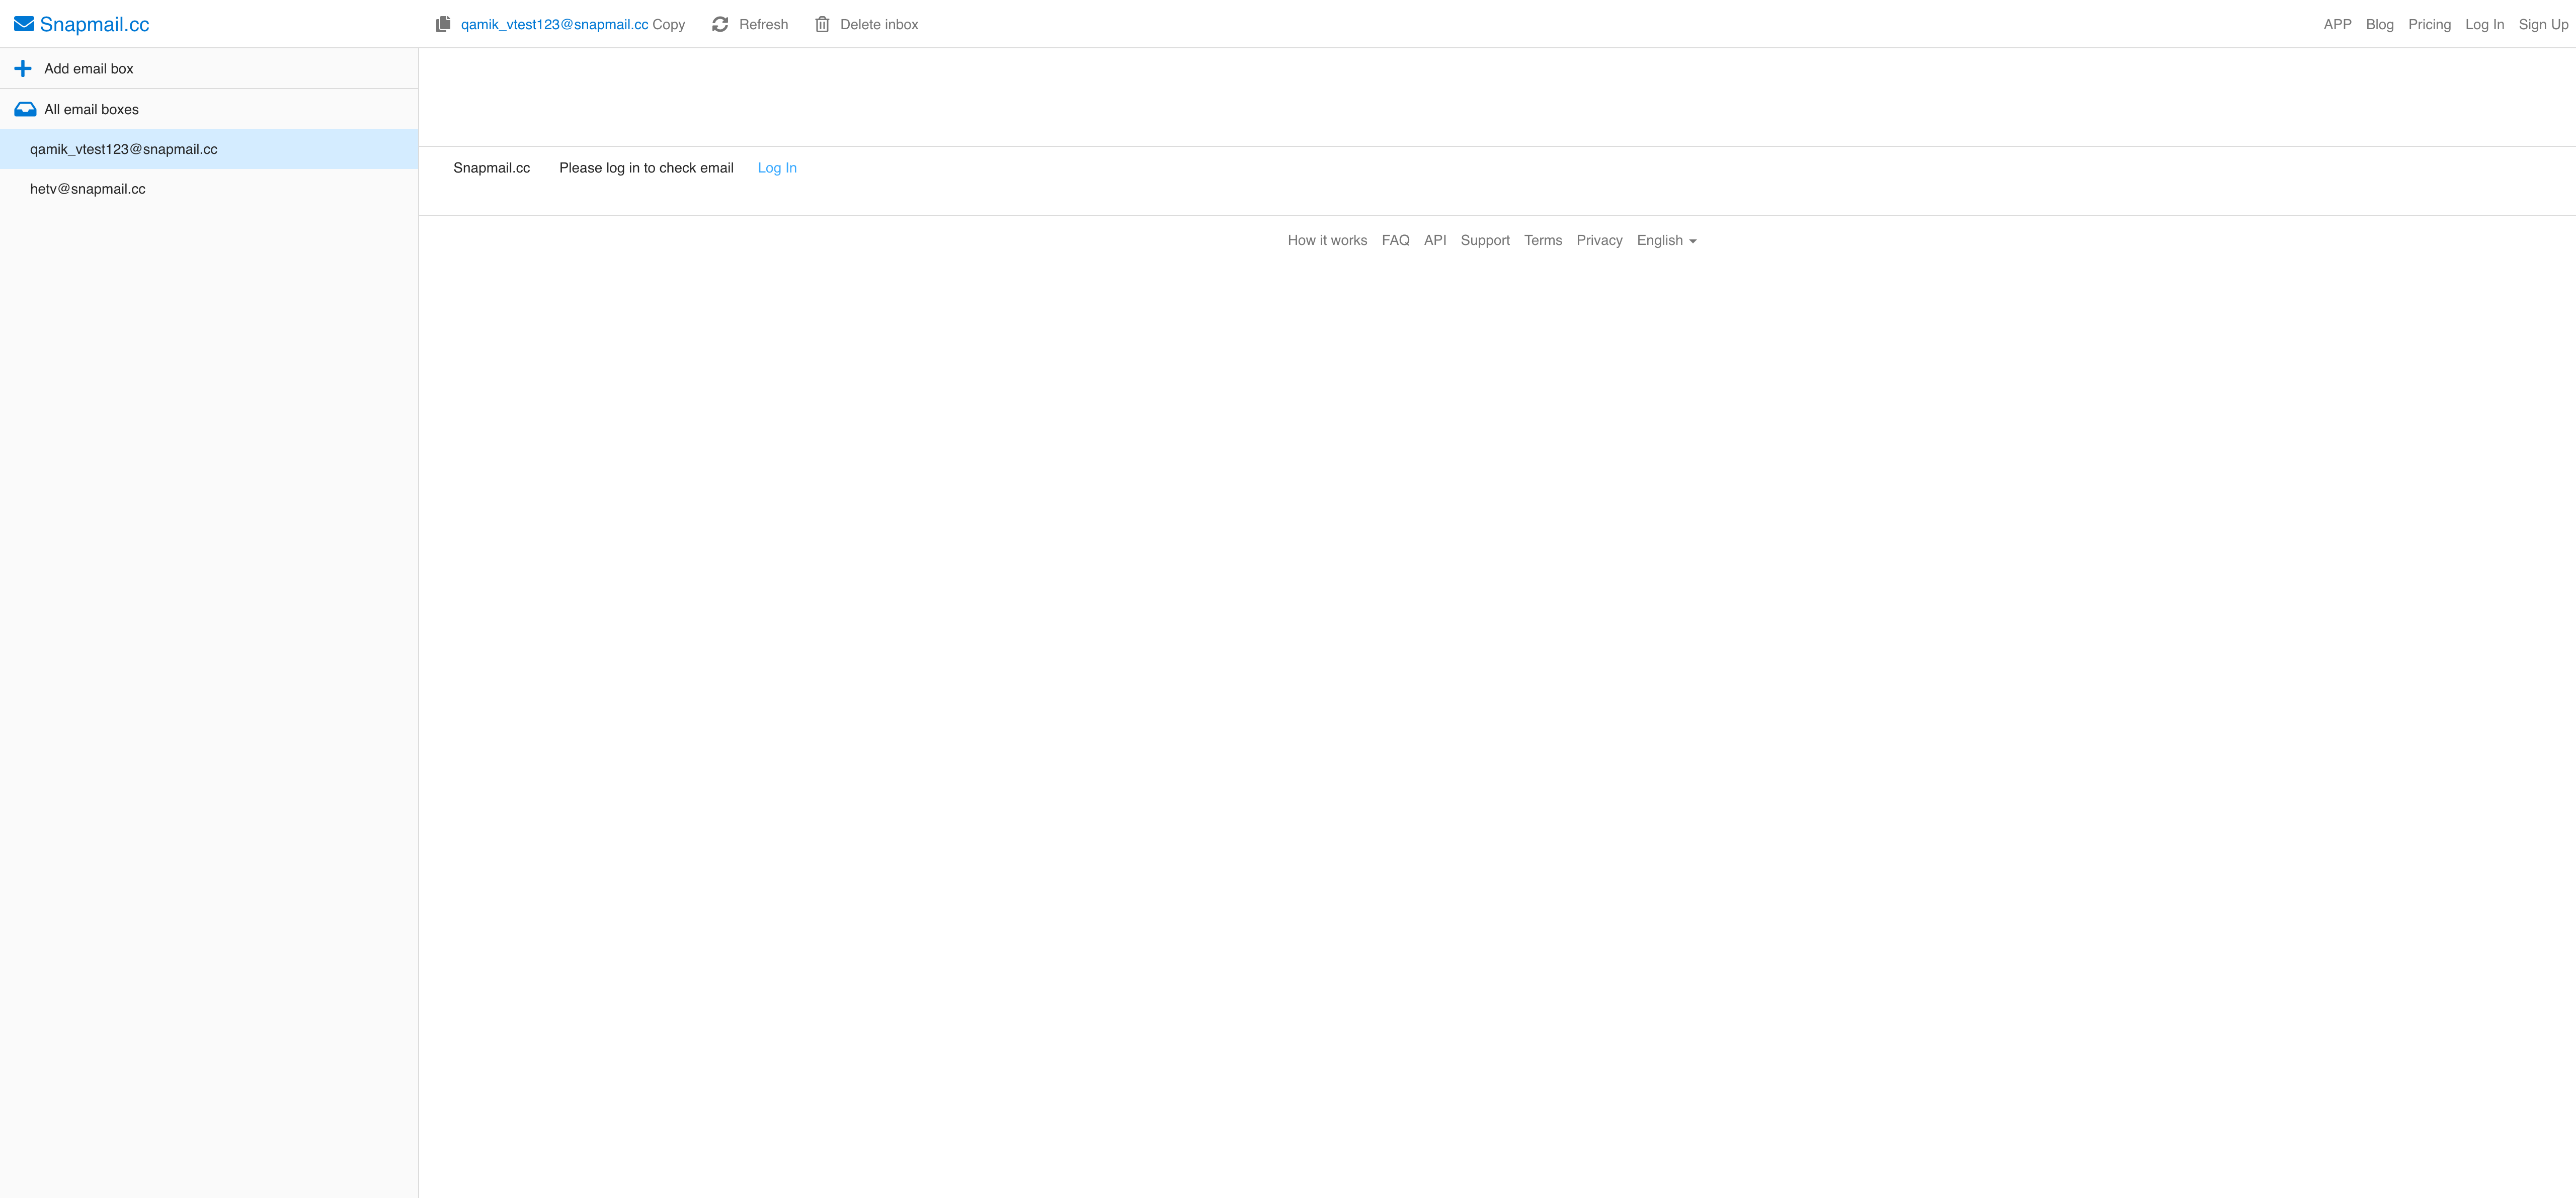 Snapmail.cc
qamik_vtest123@snapmail.cc Copy Refresh Delete inbox
APP Blog Pricing Log In Sign Up
Add email box
All email boxes
qamik_vtest123@snapmail.cc
hetv@snapmail.cc
Snapmail.cc Please log in to check email Log In
How it works FAQ API Support Terms Privacy English